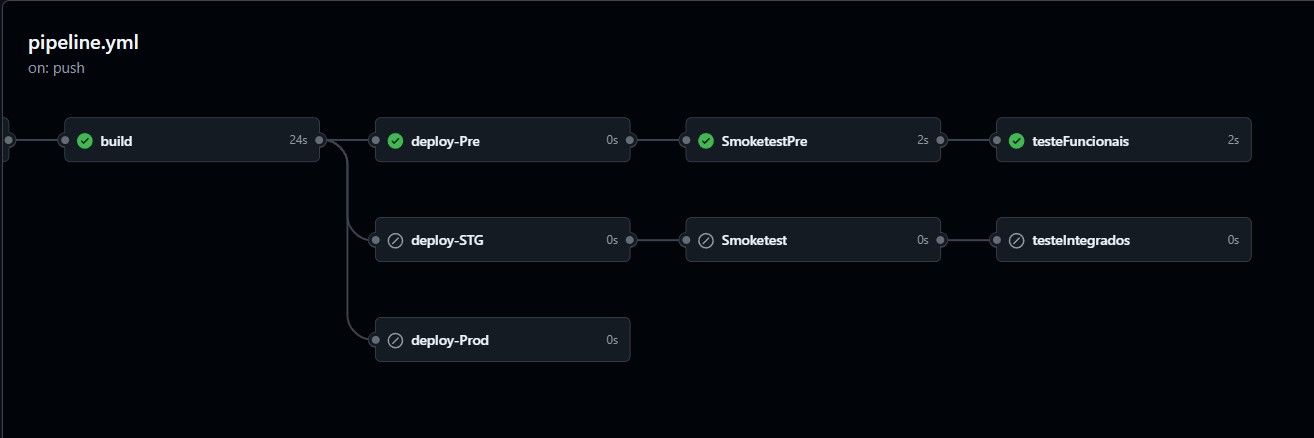 pipeline.yml
on: push
build 24s
deploy-Pre 0s
SmoketestPre 2s
testeFuncionais 2s
deploy-STG 0s
Smoketest 0s
testeIntegrados 0s
deploy-Prod 0s